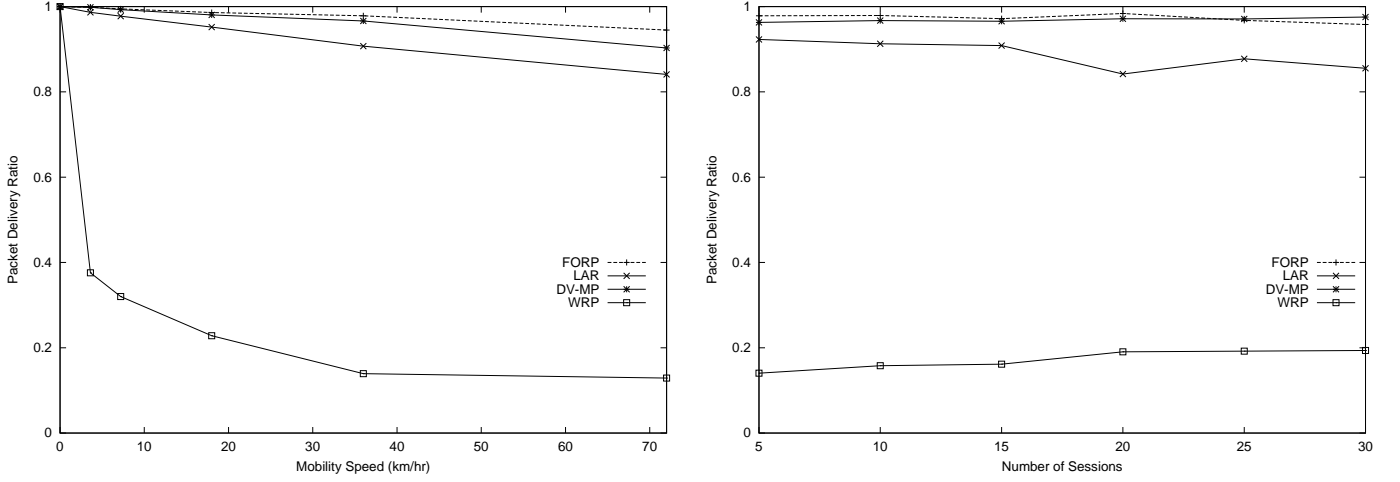 1
0.8
0.6
0.4
0.2
0
Packet Delivery Ratio
FORP
LAR
DV-MP
WRP
0 10 20 30 40 50 60 70
Mobility Speed (km/hr)
1
0.8
0.6
0.4
0.2
0
Packet Delivery Ratio
FORP
LAR
DV-MP
WRP
5 10 15 20 25 30
Number of Sessions